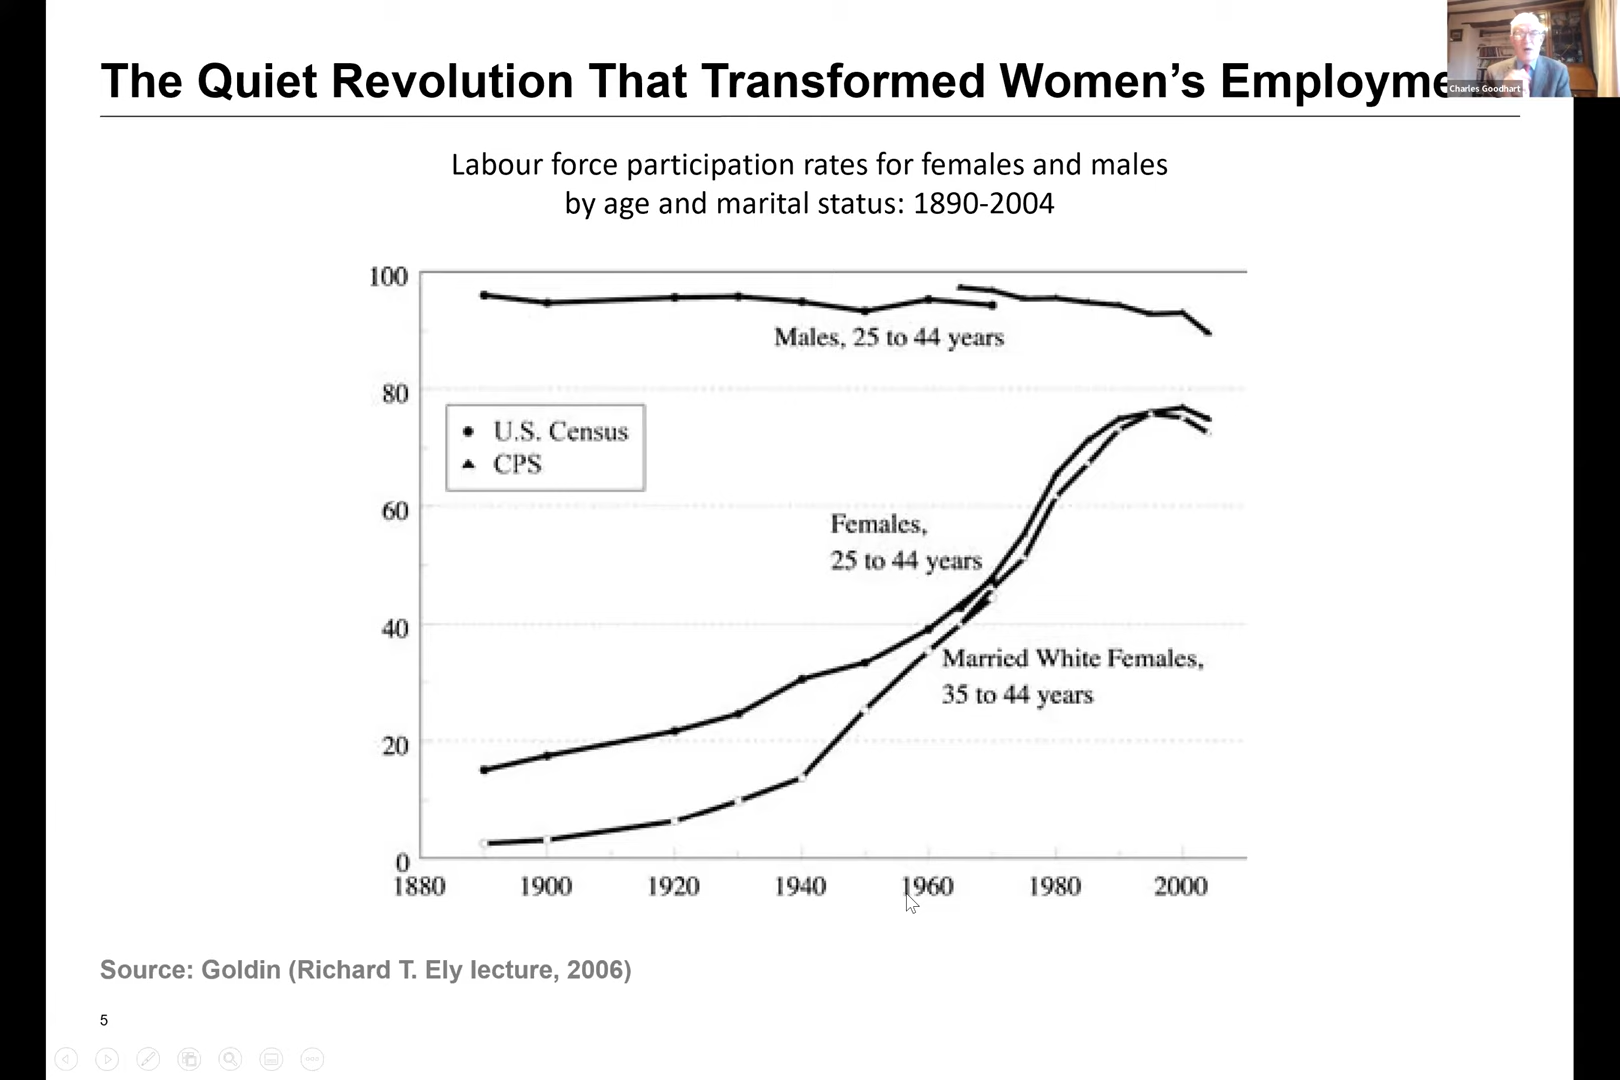 The Quiet Revolution That Transformed Women’s Employme
Charles Goodhart
Labour force participation rates for females and males
by age and marital status: 1890-2004
100
80
60
40
20
0
Males, 25 to 44 years
U.S. Census
CPS
Females,
25 to 44 years
Married White Females,
35 to 44 years
1880 1900 1920 1940 1960 1980 2000
Source: Goldin (Richard T. Ely lecture, 2006)
5